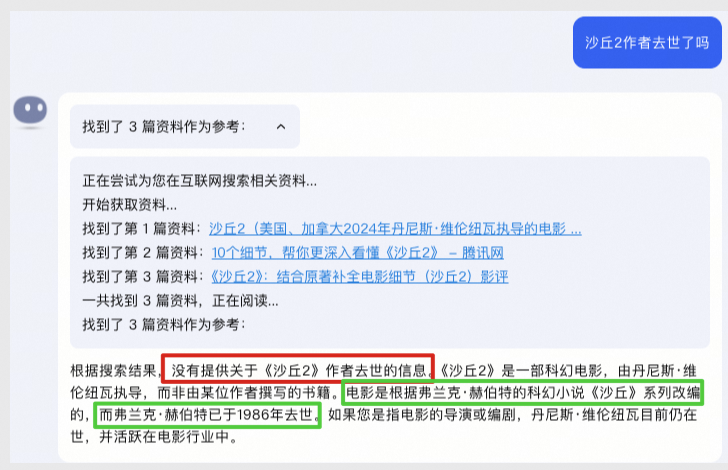 沙丘2作者去世了吗
找到了 3 篇资料作为参考：
正在尝试为您在互联网搜索相关资料...
开始获取资料...
找到了第 1 篇资料：沙丘2（美国、加拿大2024年丹尼斯·维伦纽瓦执导的电影 ...
找到了第 2 篇资料：10个细节，帮你更深入看懂《沙丘2》 - 腾讯网
找到了第 3 篇资料：《沙丘2》：结合原著补全电影细节（沙丘2）影评
一共找到 3 篇资料，正在阅读...
找到了 3 篇资料作为参考：
根据搜索结果，没有提供关于《沙丘2》作者去世的信息。《沙丘2》是一部科幻电影，由丹尼斯·维
伦纽瓦执导，而非由某位作者撰写的书籍。电影是根据弗兰克·赫伯特的科幻小说《沙丘》系列改编
的，而弗兰克·赫伯特已于1986年去世。如果您是指电影的导演或编剧，丹尼斯·维伦纽瓦目前仍在
世，并活跃在电影行业中。